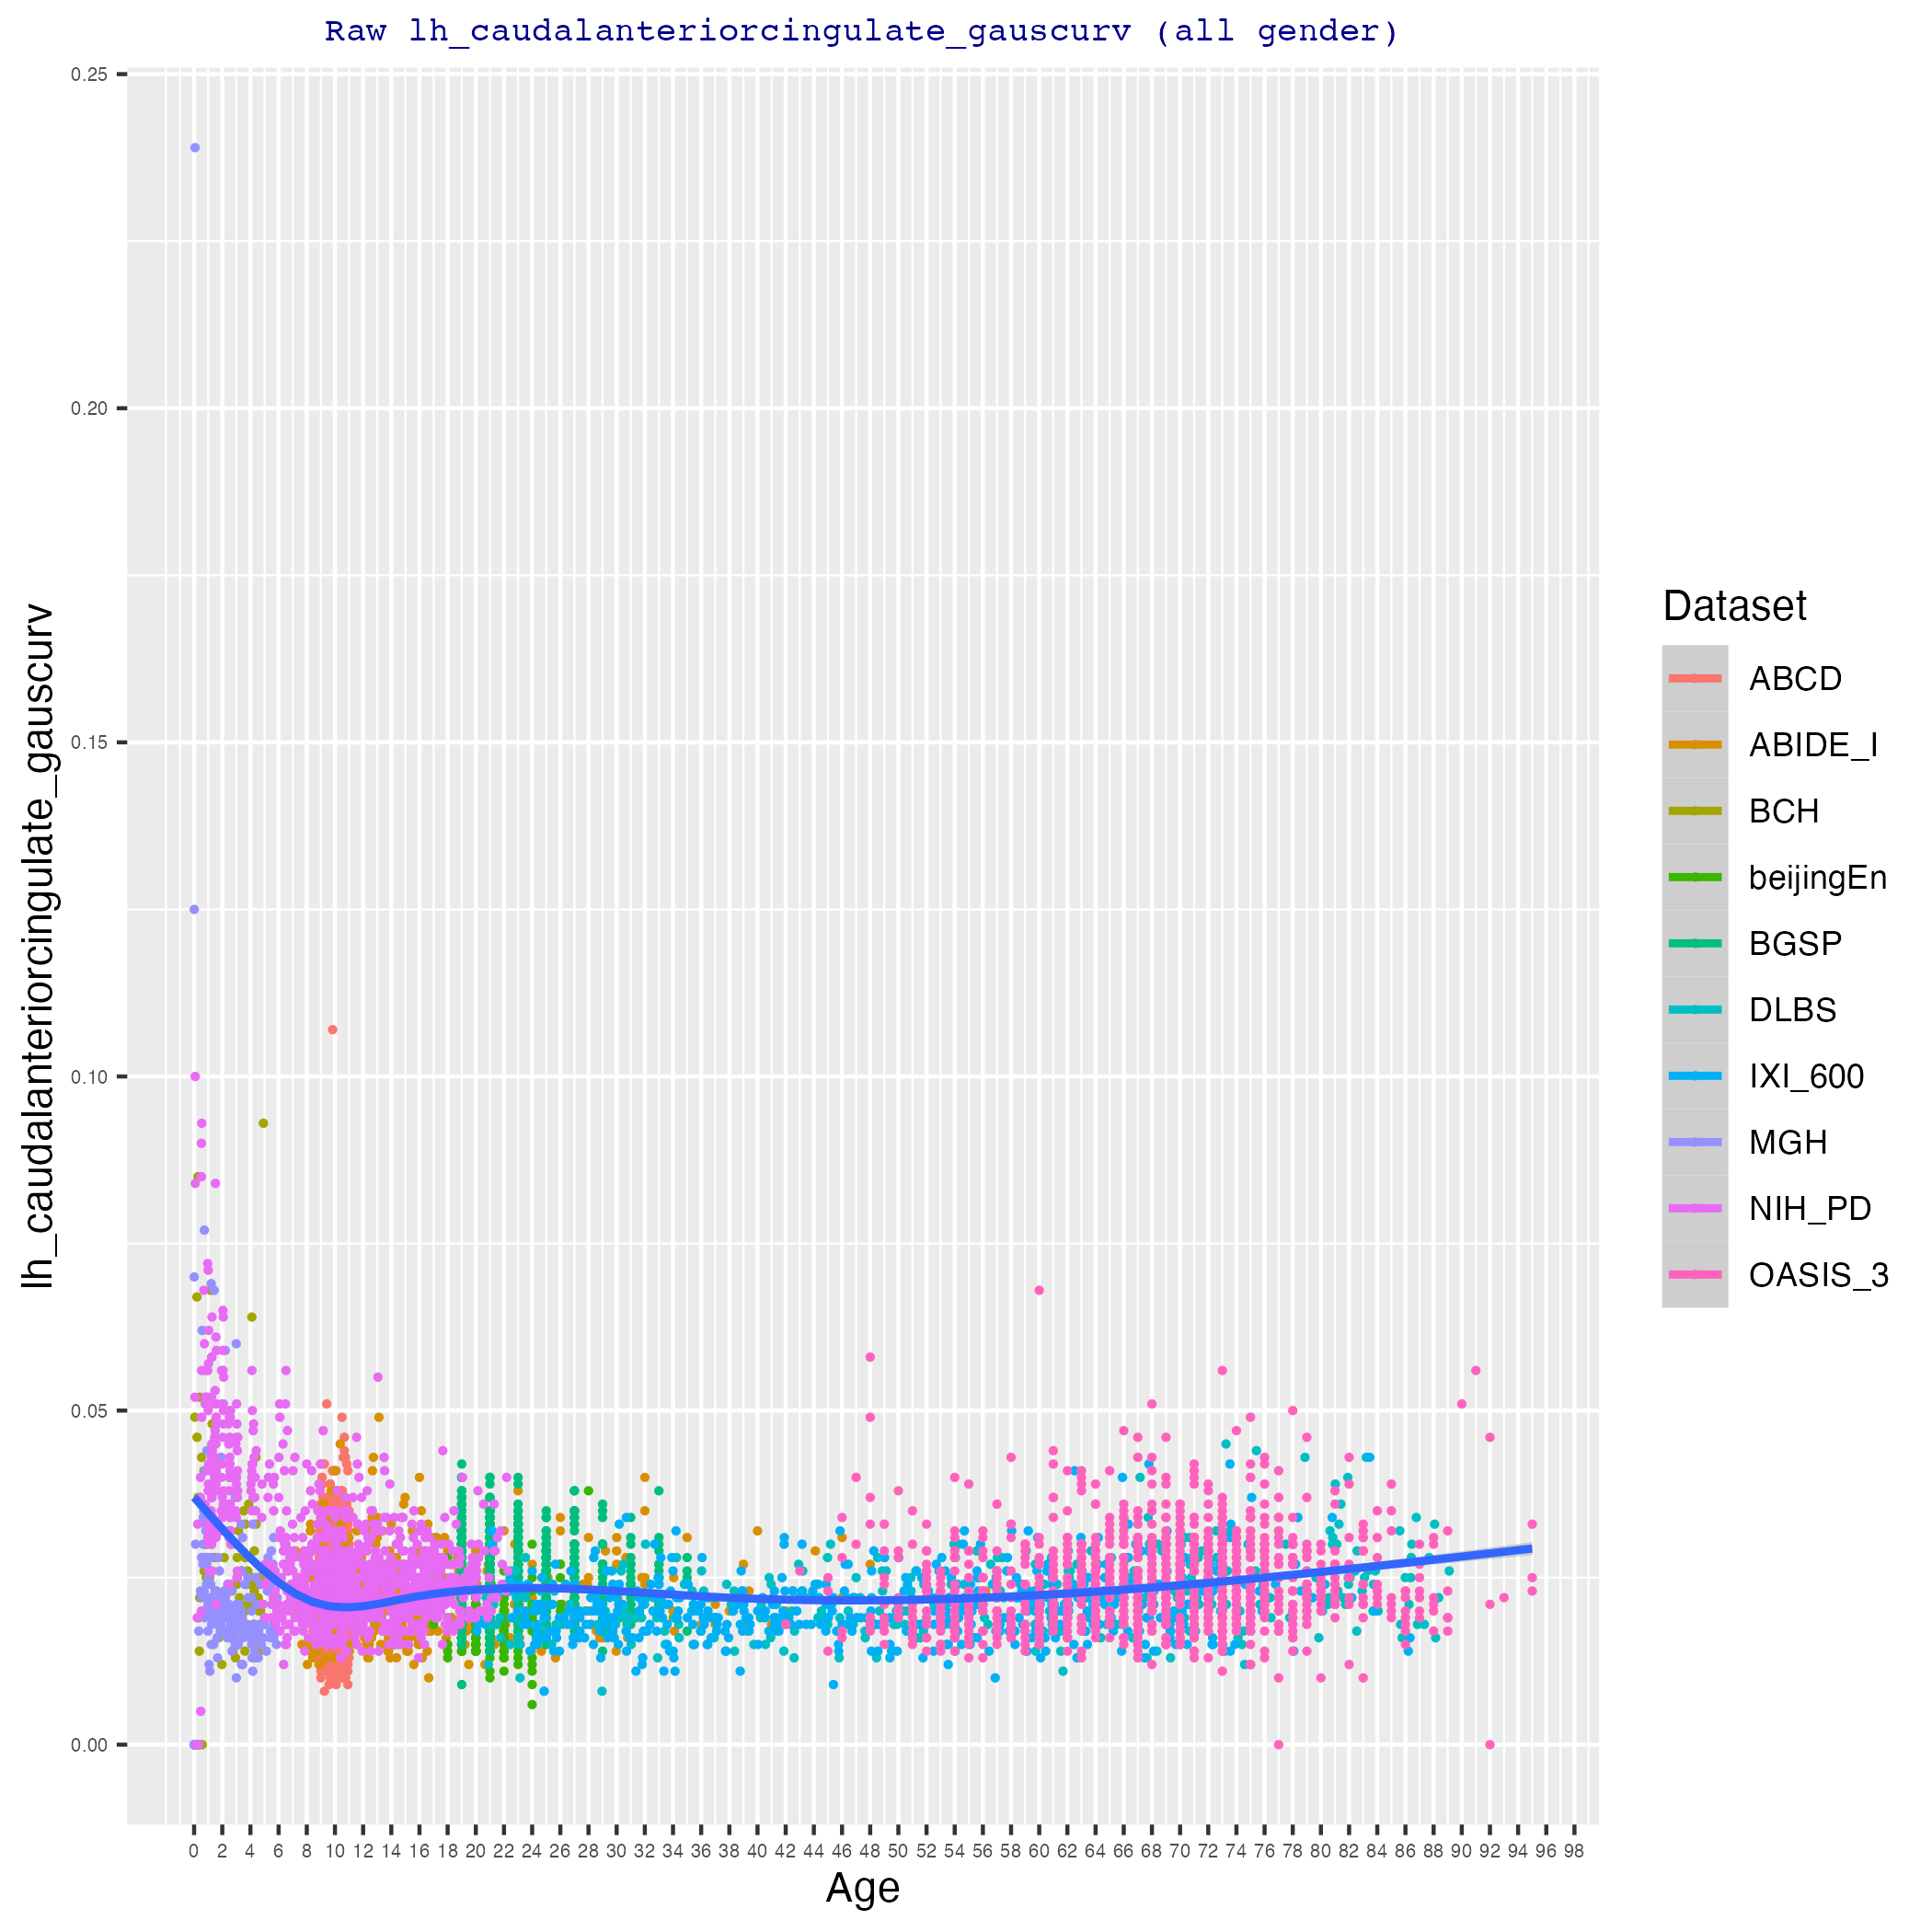 Raw lh_caudalanteriorcingulate_gauscurv (all gender)
lh_caudalanteriorcingulate_gauscurv
0.25
0.20
0.15
0.10
0.05
0.00
0 2 4 6 8 10 12 14 16 18 20 22 24 26 28 30 32 34 36 38 40 42 44 46 48 50 52 54 56 58 60 62 64 66 68 70 72 74 76 78 80 82 84 86 88 90 92 94 96 98
Age
Dataset
ABCD
ABIDE_I
BCH
beijingEn
BGSP
DLBS
IXI_600
MGH
NIH_PD
OASIS_3